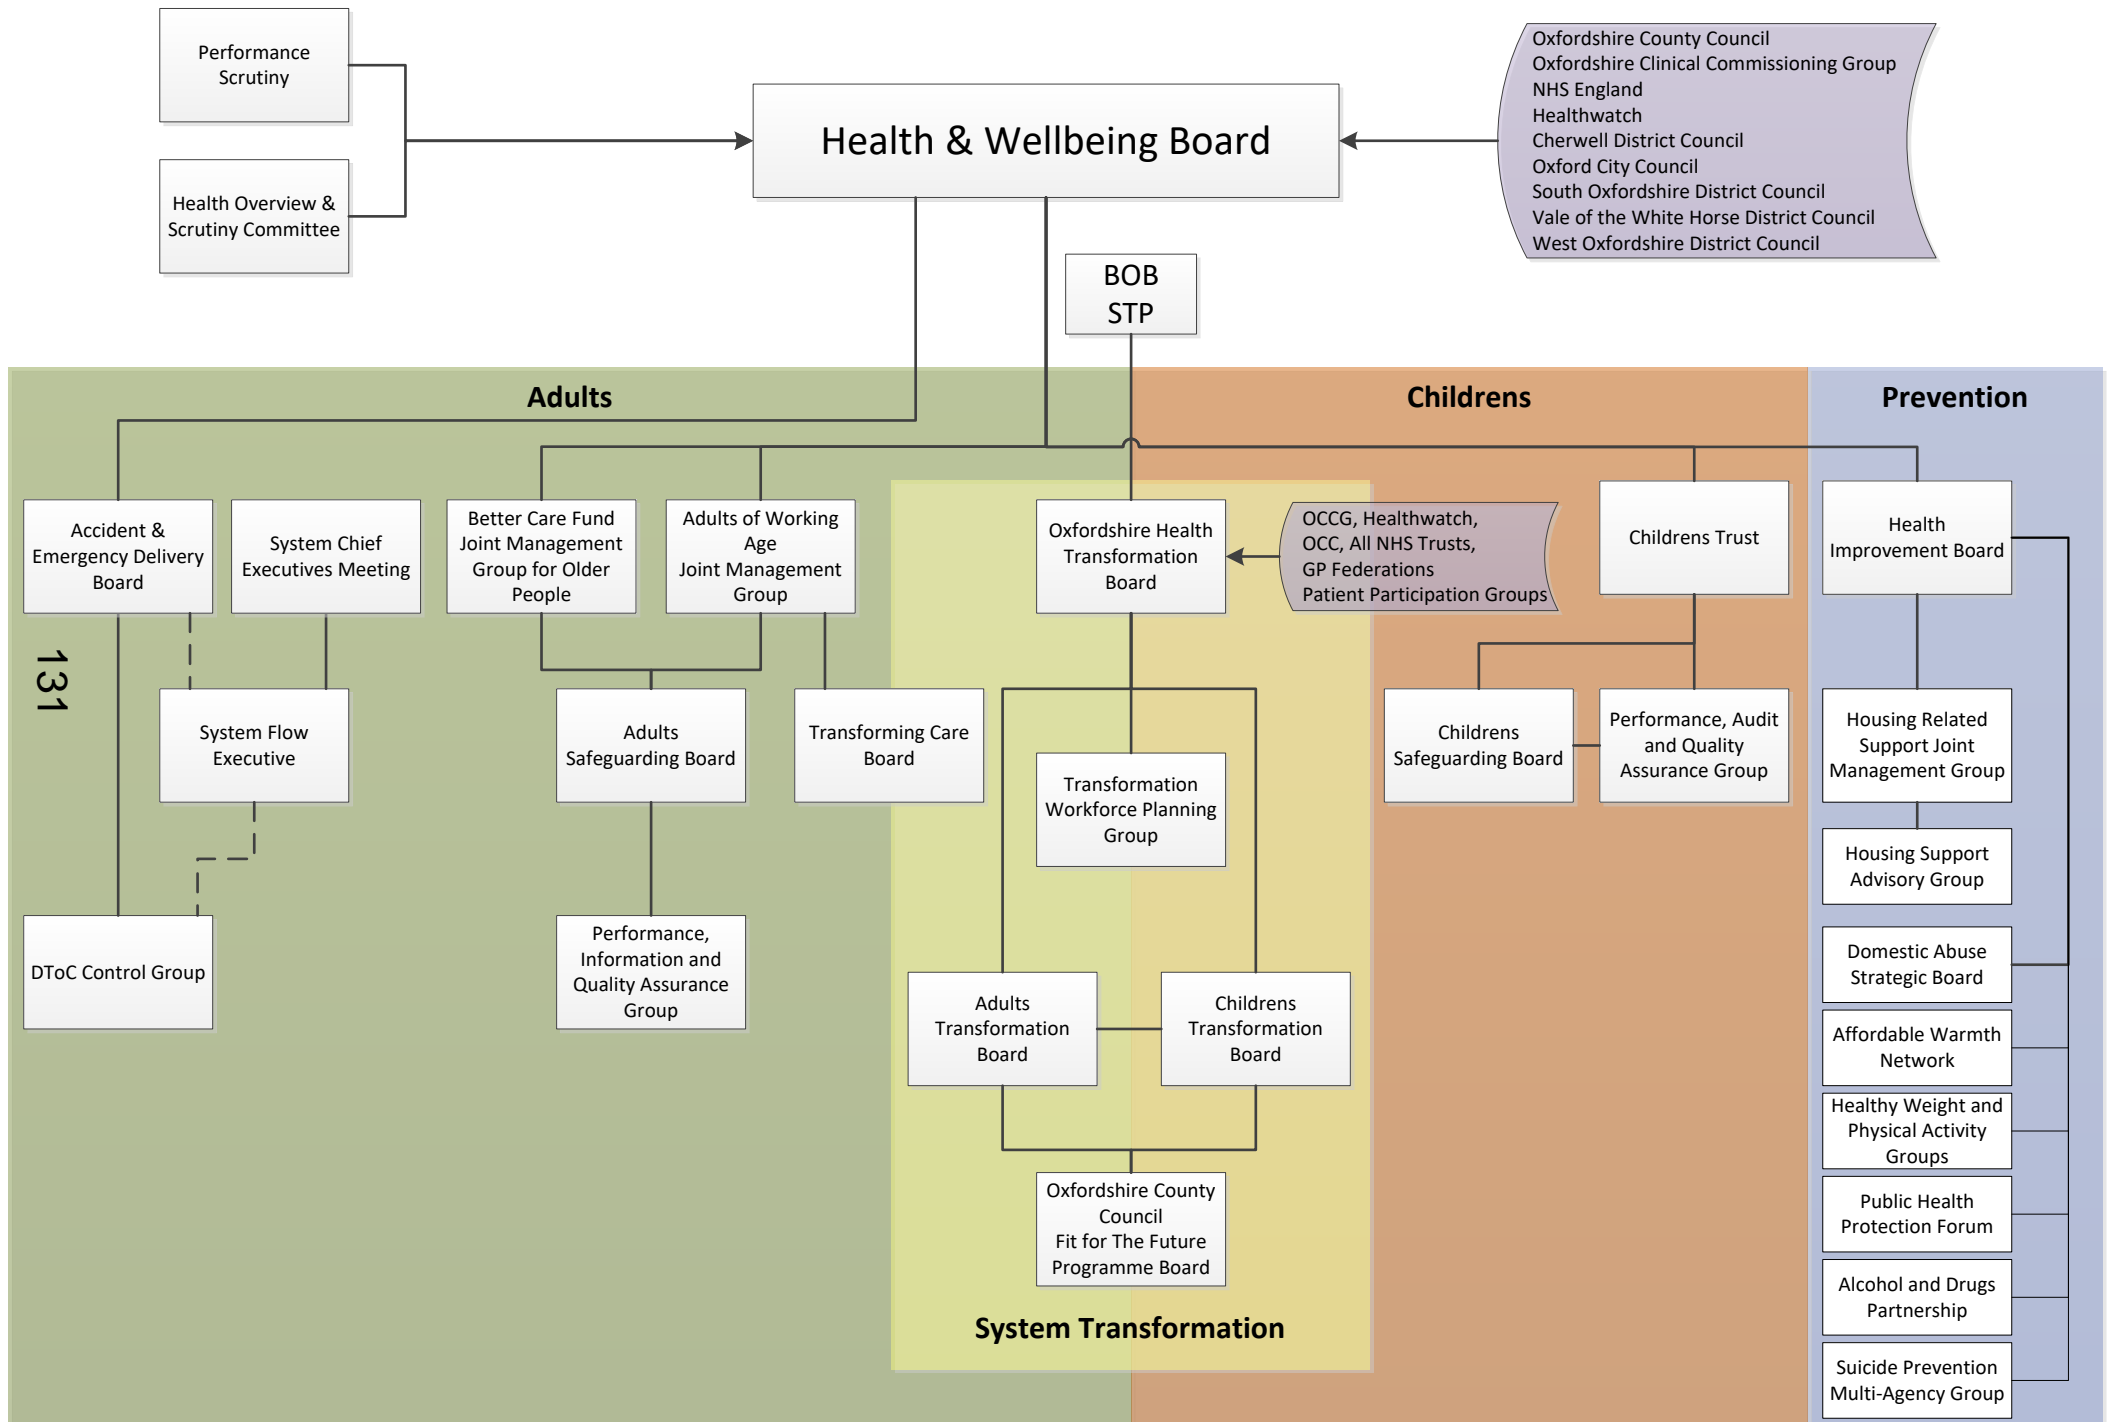 Performance
Scrutiny
Health Overview &
Scrutiny Committee
Health & Wellbeing Board
Oxfordshire County Council
Oxfordshire Clinical Commissioning Group
NHS England
Healthwatch
Cherwell District Council
Oxford City Council
South Oxfordshire District Council
Vale of the White Horse District Council
West Oxfordshire District Council
BOB
STP
Adults
Childrens
Prevention
Accident &
Emergency Delivery
Board
System Chief
Executives Meeting
Better Care Fund
Joint Management
Group for Older
People
Adults of Working
Age
Joint Management
Group
Oxfordshire Health
Transformation
Board
OCCG, Healthwatch,
OCC, All NHS Trusts,
GP Federations
Patient Participation Groups
Childrens Trust
Health
Improvement Board
131
System Flow
Executive
Adults
Safeguarding Board
Transforming Care
Board
Transformation
Workforce Planning
Group
Childrens
Safeguarding Board
Performance, Audit
and Quality
Assurance Group
Housing Related
Support Joint
Management Group
Housing Support
Advisory Group
DToC Control Group
Performance,
Information and
Quality Assurance
Group
Adults
Transformation
Board
Childrens
Transformation
Board
Domestic Abuse
Strategic Board
Affordable Warmth
Network
Healthy Weight and
Physical Activity
Groups
Oxfordshire County
Council
Fit for The Future
Programme Board
Public Health
Protection Forum
Alcohol and Drugs
Partnership
System Transformation
Suicide Prevention
Multi-Agency Group